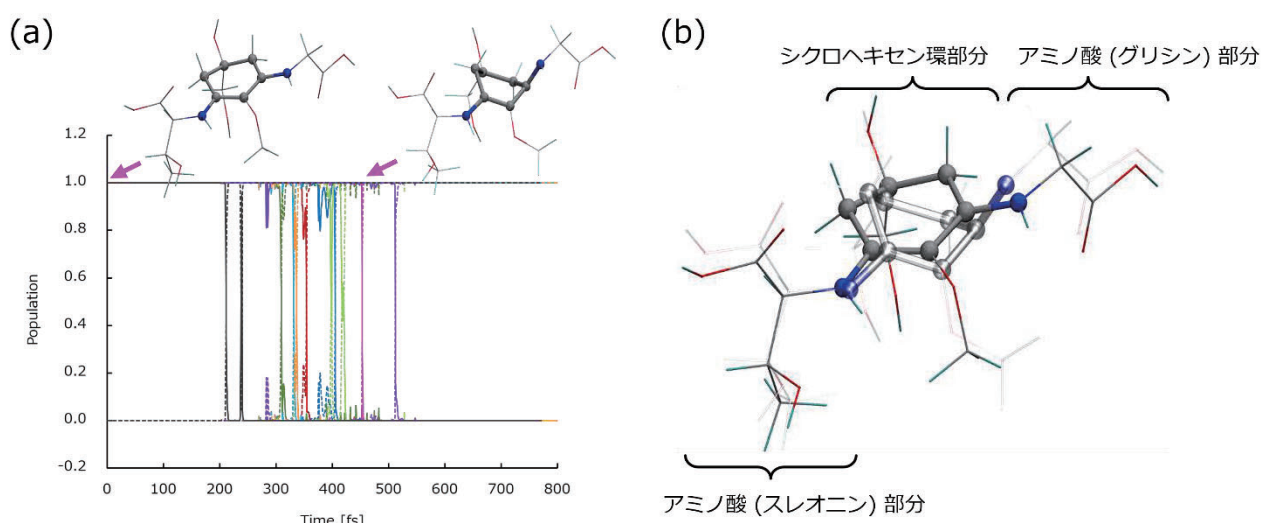 (a)
1.2
1.0
0.8
0.6
0.4
0.2
0.0
-0.2
Population
0
100
200
300
400
500
600
700
800
Time [fs]
(b)
シクロヘキセン環部分
アミノ酸 (グリシン) 部分
アミノ酸 (スレオニン) 部分